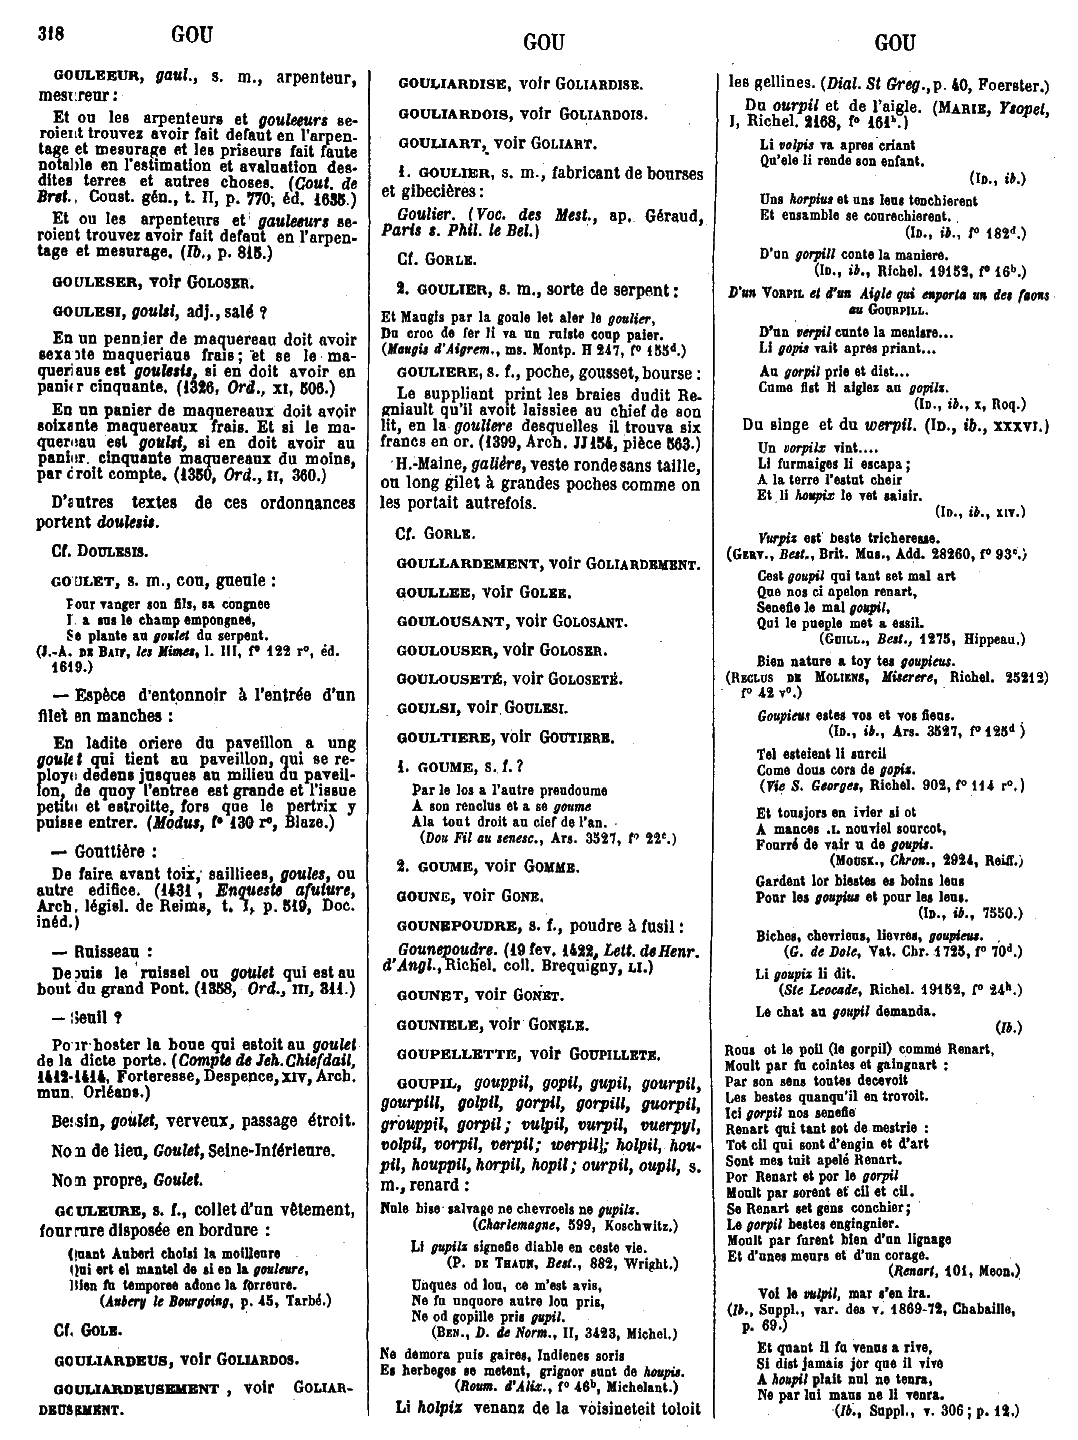 318 GOU
GOU
GOU
GOULEEUR, gaul., s. m., arpenteur,
mesureur :
Et ou les arpenteurs et gouleeurs se-
roient trouvez avoir fait defaut en l'arpen-
tage et mesurage et les priseurs fait faute
notable en l'estimation et avaluation des-
dites terres et autres choses. (Cout. de
Bret., Coust. gén., t. II, p. 770, éd. 1635.)
Et ou les arpenteurs et gauleeurs se-
roient trouvez avoir fait defaut en l'arpen-
tage et mesurage. (Ib., p. 815.)
GOULESER, voir GOLOSER.
GOULESI, goulsi, adj., salé ?
En un pennier de maquereau doit avoir
sexante maqueriaus frais ; et se le ma-
queriaus est goulesis, si en doit avoir en
panier cinquante. (1326, Ord., XI, 506.)
En un panier de maquereaux doit avoir
soixante maquereaux frais. Et si le ma-
quereau est goulsi, si en doit avoir au
panier cinquante maquereaux du moins,
par droit compte. (1350, Ord., II, 360.)
D'autres textes de ces ordonnances
portent doulesis.
Cf. DOULESIS.
GOULET, s. m., cou, gueule :
Pour vanger son fils, sa congnee
Il a sus le champ empongnee,
Se plante au goulet du serpent.
(J.-A. DE BAIF, les Mimes, l. III, f° 122 r°, éd.
1619.)
— Espèce d'entonnoir à l'entrée d'un
filet en manches :
En ladite oriere du paveillon a ung
goulet qui tient au paveillon, qui se re-
ploye dedens jusques au milieu du paveil-
lon, de quoy l'entree est grande et l'issue
petite et estroitte, fors que le pertrix y
puisse entrer. (Modus, f° 130 r°, Blaze.)
— Gouttière :
De faire avant toix, sailliees, goules, ou
autre edifice. (1431, Enqueste afuture,
Arch. législ. de Reims, t. I, p. 519, Doc.
inéd.)
— Ruisseau :
Depuis le ruissel ou goulet qui est au
bout du grand Pont. (1358, Ord., III, 311.)
— Seuil ?
Pour hoster la boue qui estoit au goulet
de la dicte porte. (Compte de Jeh. Chiefdail,
1412-1414, Forteresse, Despence, XIV, Arch.
mun. Orléans.)
Bessin, goulet, verveux, passage étroit.
Nom de lieu, Goulet, Seine-Inférieure.
Nom propre, Goulet.
GOULEURE, s. f., collet d'un vêtement,
fourrure disposée en bordure :
Quant Auberi choisi la moilleure
Qui ert el mantel de si en la gouleure,
Bien fu temporee adonc la forreure.
(Aubery le Bourgoing, p. 45, Tarbé.)
Cf. GOLE.
GOULIARDEUS, voir GOLIARDOS.
GOULIARDEUSEMENT, voir GOLIAR-
DEUSEMENT.
GOULIARDISE, voir GOLIARDISE.
GOULIARDOIS, voir GOLIARDOIS.
GOULIART, voir GOLIART.
1. GOULIER, s. m., fabricant de bourses
et gibecières :
Goulier. (Voc. des Mest., ap. Géraud,
Paris s. Phil. le Bel.)
Cf. GORLE.
2. GOULIER, s. m., sorte de serpent :
Et Maugis par la goule let aler le goulier,
Du croc de fer li va un ruiste coup paier.
(Maugis d'Aigrem., ms. Montp. H 247, f° 155d.)
GOULIERE, s. f., poche, gousset, bourse :
Le suppliant print les braies dudit Re-
gniault qu'il avoit laissiee au chief de son
lit, en la gouliere desquelles il trouva six
francs en or. (1399, Arch. JJ 154, pièce 563.)
H.-Maine, galière, veste ronde sans taille,
ou long gilet à grandes poches comme on
les portait autrefois.
Cf. GORLE.
GOULLARDEMENT, voir GOLIARDEMENT.
GOULLEE, voir GOLEE.
GOULOUSANT, voir GOLOSANT.
GOULOUSER, voir GOLOSER.
GOULOUSETÉ, voir GOLOSETÉ.
GOULSI, voir GOULESI.
GOULTIERE, voir GOUTIERE.
1. GOUME, s. f. ?
Par le los a l'autre preudoume
A son renclus et a se goume
Ala tout droit au clef de l'an.
(Dou Fil au senesc., Ars. 3527, f° 22c.)
2. GOUME, voir GOMME.
GOUNE, voir GONE.
GOUNEPOUDRE, s. f., poudre à fusil :
Gounepoudre. (19 fev. 1422, Lett. de Henr.
d'Angl., Richel. coll. Brequigny, LI.)
GOUNET, voir GONET.
GOUNIELE, voir GONELE.
GOUPELLETTE, voir GOUPILLETE.
GOUPIL, gouppil, gopil, gupil, gourpil,
gourpill, golpil, gorpil, gorpill, guorpil,
grouppil, gorpil ; vulpil, vurpil, vuerpyl,
volpil, vorpil, verpil ; werpill ; holpil, hou-
pil, houppil, horpil, hopil ; ourpil, oupil, s.
m., renard :
Nule bise salvage ne chevroels ne gupilz.
(Charlemagne, 599, Koschwitz.)
Li gupilz signefie diable en ceste vie.
(P. DE THAUN, Best., 882, Wright.)
Unques od lou, ce m'est avis,
Ne fu unquore autre lou pris,
Ne od gopille pris gupil.
(BEN., D. de Norm., II, 3423, Michel.)
Ne demora puis gaires, Indienes soris
Es herbeges se metent, grignor sunt de houpis.
(Roum. d'Alix., f° 46b, Michelant.)
Li holpix venanz de la voisineteit toloit
les gellines. (Dial. St Greg., p. 40, Foerster.)
Du ourpil et de l'aigle. (MARIE, Ysopel,
I, Richel. 2168, f° 161b.)
Li volpis va apres criant
Qu'ele li rende son enfant.
(ID., ib.)
Uns horpius et uns leus tenchierent
Et ensamble se courechierent.
(ID., ib., f° 182d.)
D'un gorpill conte la maniere.
(ID., ib., Richel. 19152, f° 16b.)
D'un VORPIL et d'un Aigle qui enporta un des faons
au GOURPILL.
D'un verpil cunte la meniere...
Li gopis vait apres priant...
Au gorpil prie et dist...
Cume fist li aiglez au gopilz.
(ID., ib., X, Roq.)
Du singe et du werpil. (ID., ib., XXXVI.)
Un vorpilz vint....
Li furmaiges li escapa ;
A la terre l'estut cheir
Et li houpix le vet saisir.
(ID., ib., XIV.)
Vurpiz est beste tricheresse.
(GERV., Best., Brit. Mus., Add. 28260, f° 93c.)
Cest goupil qui tant set mal art
Que nos ci apelon renart,
Senefie le mal goupil,
Qui le pueple met a essil.
(GUILL., Best., 1275, Hippeau.)
Bien nature a toy tes goupieus.
(RECLUS DE MOLIENS, Miserere, Richel. 25212)
f° 42 v°.)
Goupieus estes vos et vos fieus.
(ID., ib., Ars. 3527, f° 125d.)
Tel esteient li surcil
Come dous cors de gopiz.
(Vie S. Georges, Richel. 902, f° 114 r°.)
Et tousjors en ivier si ot
A mances .I. nouviel sourcot,
Fourré de vair u de goupis.
(MOUSK., Chron., 2924, Reiff.)
Gardent lor biestes es boins leus
Pour les goupius et pour les leus.
(ID., ib., 7550.)
Biches, chevrieus, lievres, goupieus.
(G. de Dole, Vat. Chr. 1725, f° 70d.)
Li goupiz li dit.
(Ste Leocade, Richel. 19152, f° 24b.)
Le chat au goupil demanda.
(Ib.)
Rous ot le poil (le gorpil) commé Renart,
Moult par fu cointes et gaingnart :
Par son sens toutes decevoit
Les bestes quanqu'il en trovoit.
Ici gorpil nos senefie
Renart qui tant sot de mestrie :
Tot cil qui sont d'engin et d'art
Sont mes tuit apelé Renart.
Por Renart et por le gorpil
Moult par sorent et cil et cil.
Se Renart set gens conchier ;
Le gorpil bestes engingnier.
Moult par furent bien d'un lignage
Et d'unes meurs et d'un corage.
(Renart, 101, Meon.)
Voi le vulpil, mar s'en ira.
(Ib., Suppl., var. des v. 1869-72, Chabaille,
p. 69.)
Et quant il fu venus a rive,
Si dist jamais jor que il vive
A houpil plait nul ne tenra,
Ne par lui maus ne li venra.
(Ib., Suppl., v. 306 ; p. 12.)